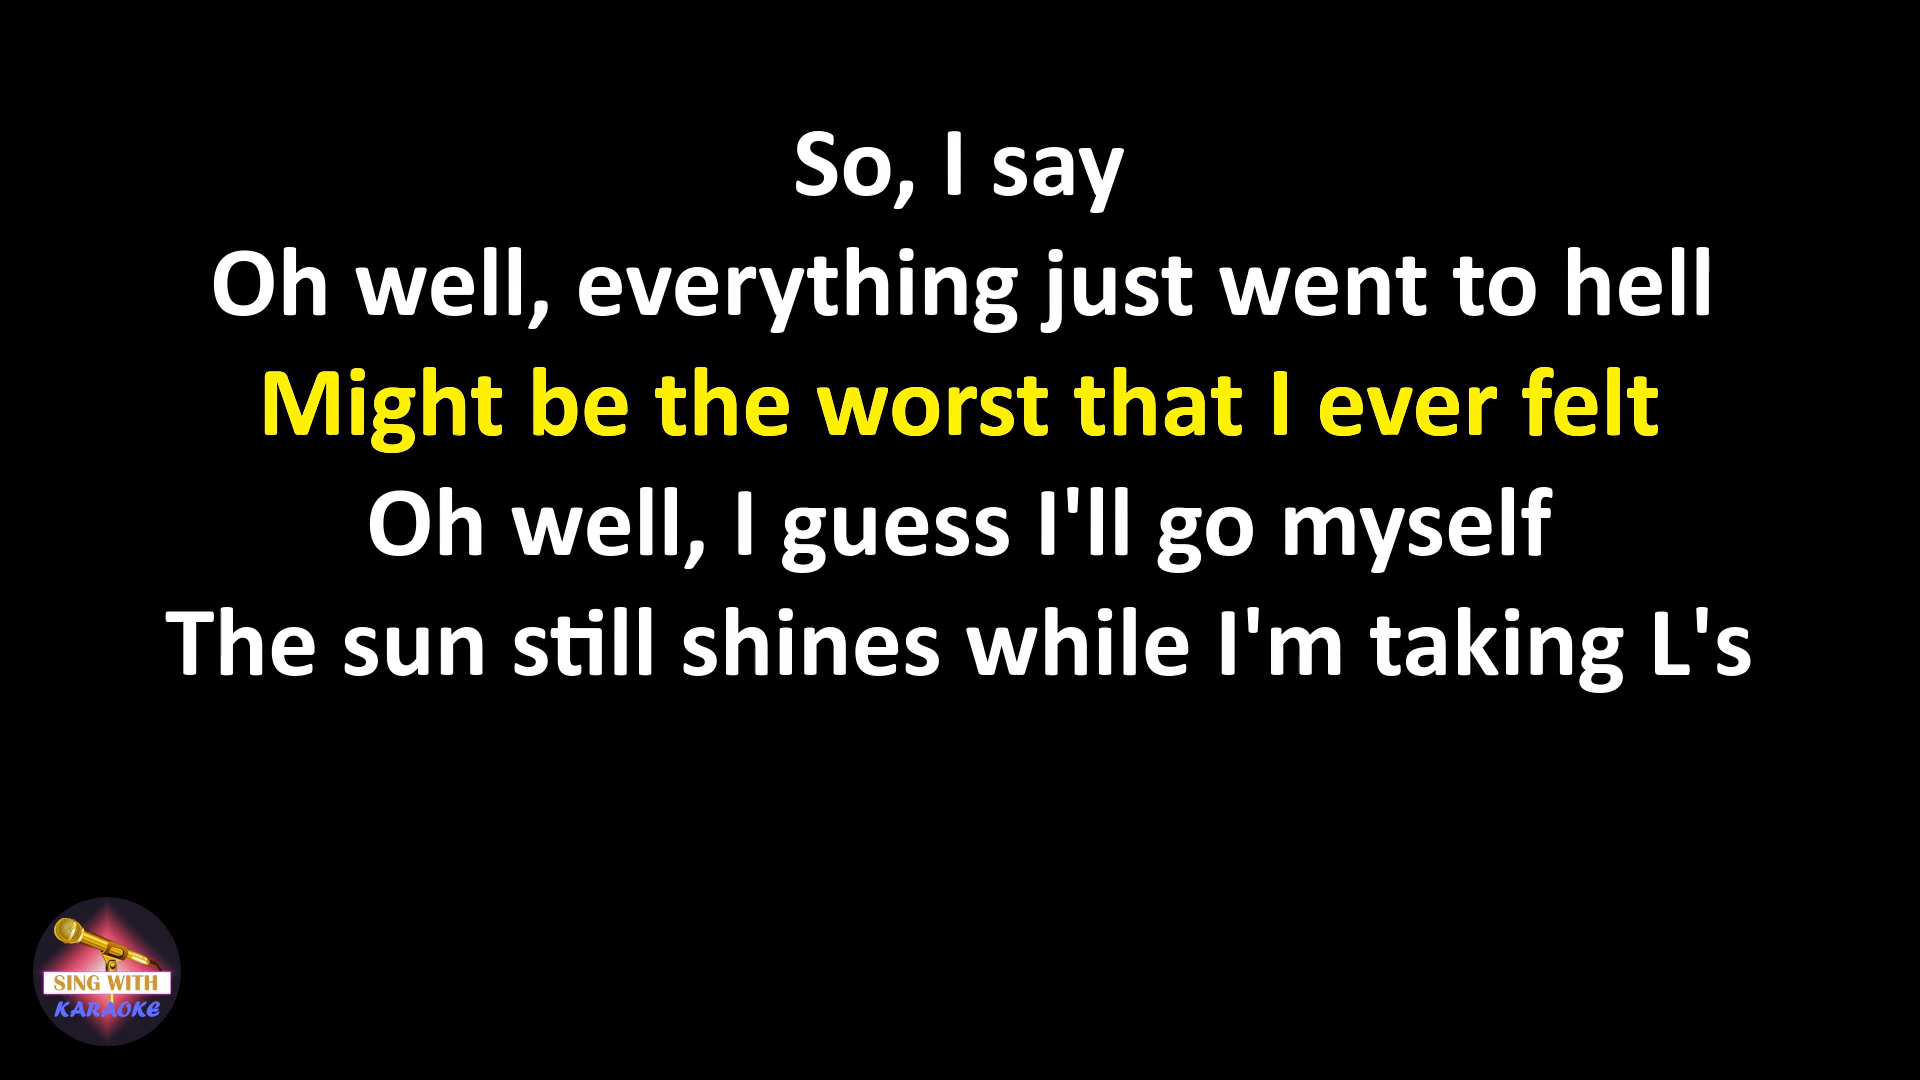 So, I say
Oh well, everything just went to hell
Might be the worst that I ever felt
Oh well, I guess I'll go myself
The sun still shines while I'm taking L's
SING WITH
KARAOKE